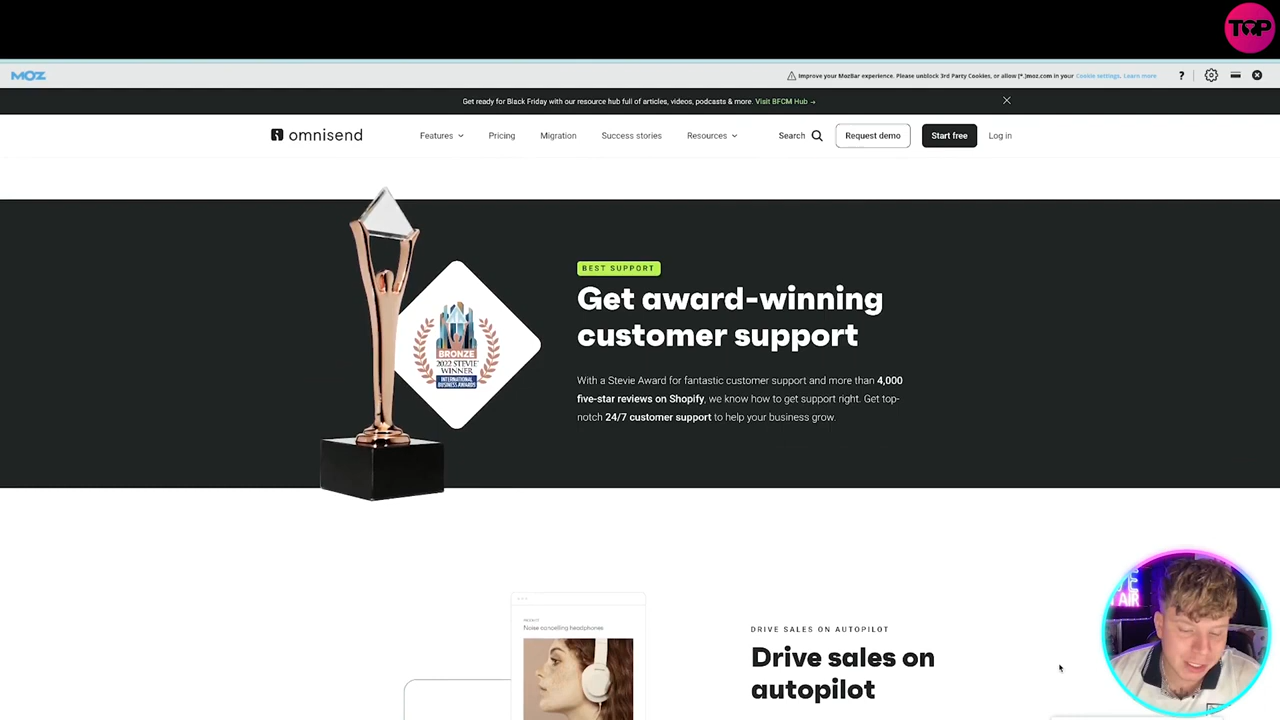 TOP
MOZ
Improve your MozBar experience. Please unblock 3rd Party Cookies, or allow [*.]moz.com in your Cookie settings. Learn more
?
Get ready for Black Friday with our resource hub full of articles, videos, podcasts & more. Visit BFCM Hub →
omnisend
Features
Pricing
Migration
Success stories
Resources
Search
Request demo
Start free
Log in
BEST SUPPORT
Get award-winning
customer support
BRONZE
2022 STEVIE
WINNER
INTERNATIONAL
BUSINESS AWARDS
With a Stevie Award for fantastic customer support and more than 4,000
five-star reviews on Shopify, we know how to get support right. Get top-
notch 24/7 customer support to help your business grow.
Noise cancelling headphones
DRIVE SALES ON AUTOPILOT
Drive sales on
autopilot
AIR